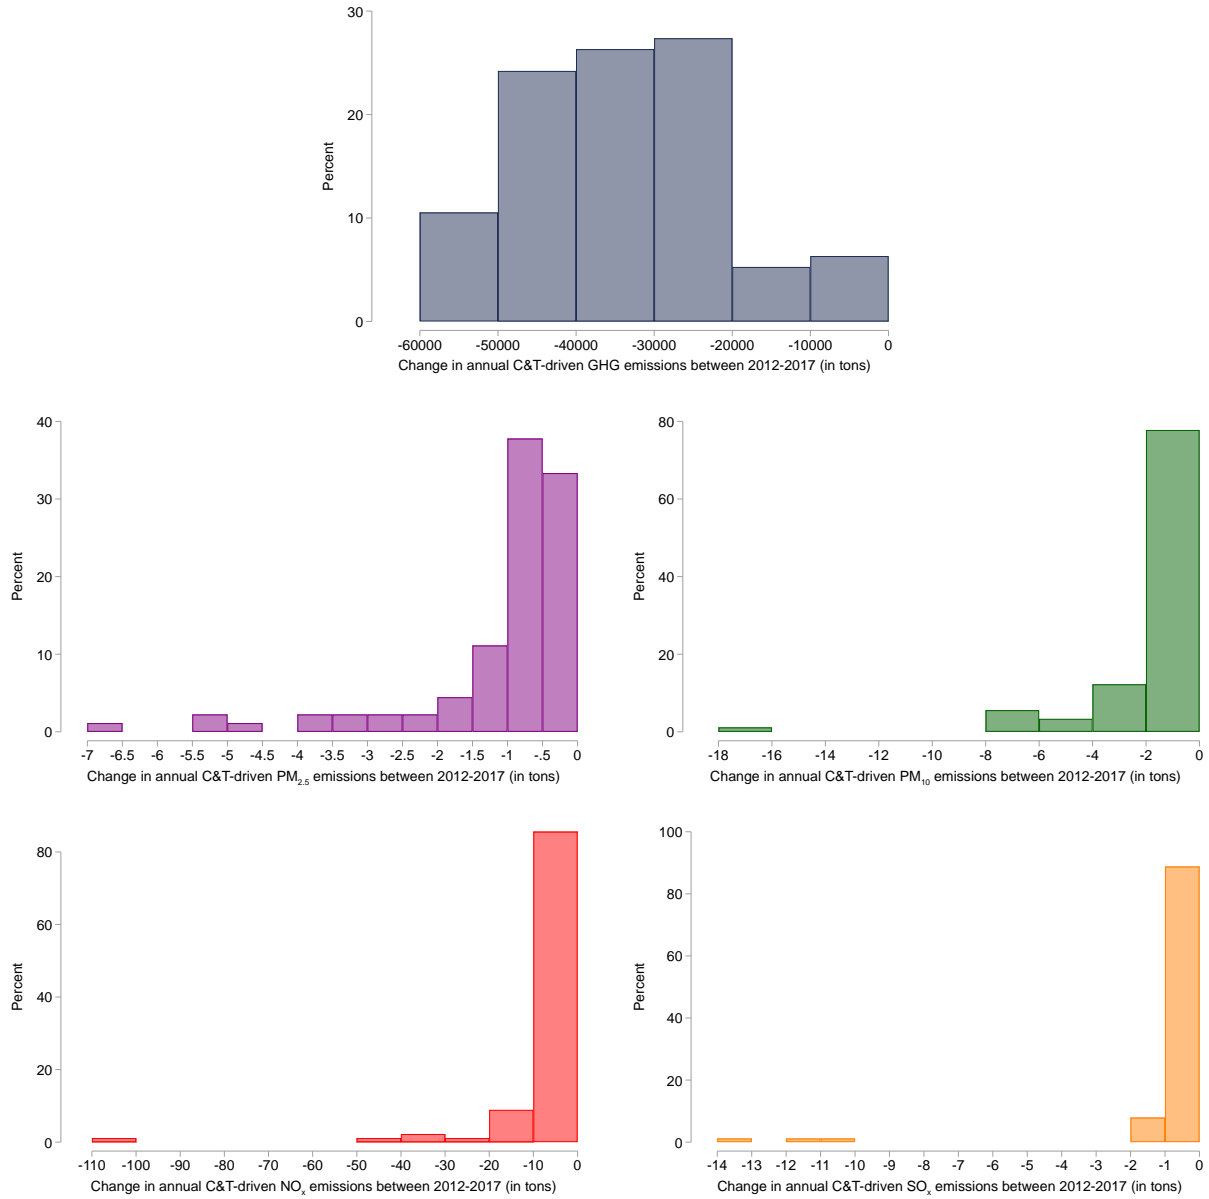 30
20
10
0
Percent
-60000 -50000 -40000 -30000 -20000 -10000 0
Change in annual C&T-driven GHG emissions between 2012-2017 (in tons)
40
30
20
10
0
Percent
-7 -6.5 -6 -5.5 -5 -4.5 -4 -3.5 -3 -2.5 -2 -1.5 -1 -.5 0
Change in annual C&T-driven PM2.5 emissions between 2012-2017 (in tons)
80
60
40
20
0
Percent
-18 -16 -14 -12 -10 -8 -6 -4 -2 0
Change in annual C&T-driven PM10 emissions between 2012-2017 (in tons)
80
60
40
20
0
Percent
-110 -100 -90 -80 -70 -60 -50 -40 -30 -20 -10 0
Change in annual C&T-driven NOx emissions between 2012-2017 (in tons)
100
80
60
40
20
0
Percent
-14 -13 -12 -11 -10 -9 -8 -7 -6 -5 -4 -3 -2 -1 0
Change in annual C&T-driven SOx emissions between 2012-2017 (in tons)